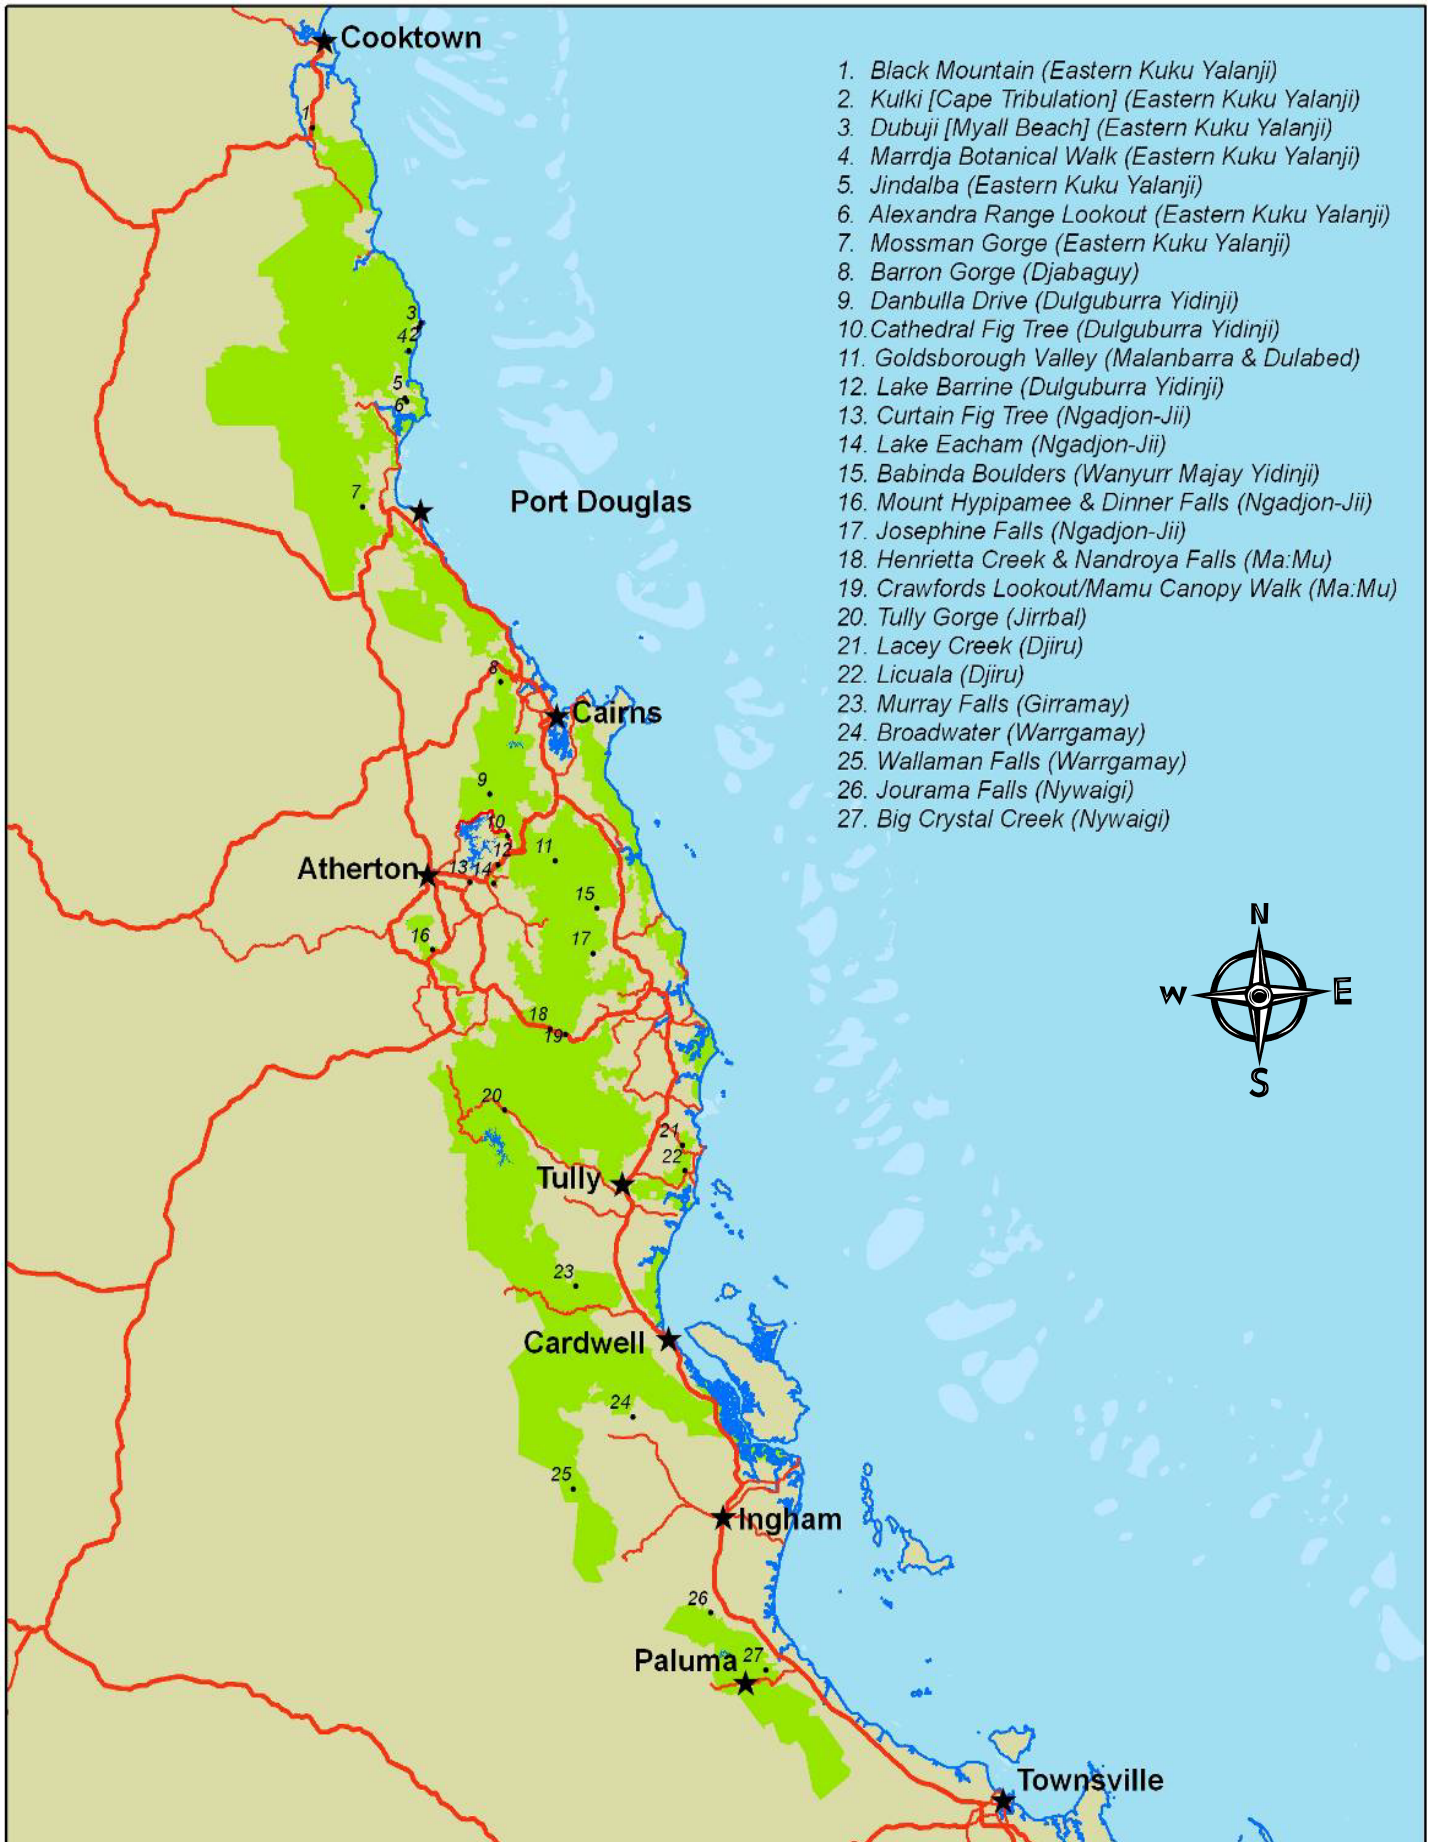 Cooktown
1. Black Mountain (Eastern Kuku Yalanji)
2. Kulki [Cape Tribulation] (Eastern Kuku Yalanji)
3. Dubuji [Myall Beach] (Eastern Kuku Yalanji)
4. Marrdja Botanical Walk (Eastern Kuku Yalanji)
5. Jindalba (Eastern Kuku Yalanji)
6. Alexandra Range Lookout (Eastern Kuku Yalanji)
7. Mossman Gorge (Eastern Kuku Yalanji)
8. Barron Gorge (Djabaguy)
9. Danbulla Drive (Dulguburra Yidinji)
10.Cathedral Fig Tree (Dulguburra Yidinji)
11. Goldsborough Valley (Malanbarra & Dulabed)
12. Lake Barrine (Dulguburra Yidinji)
13. Curtain Fig Tree (Ngadjon-Jii)
14. Lake Eacham (Ngadjon-Jii)
15. Babinda Boulders (Wanyurr Majay Yidinji)
16. Mount Hypipamee & Dinner Falls (Ngadjon-Jii)
17. Josephine Falls (Ngadjon-Jii)
18. Henrietta Creek & Nandroya Falls (Ma:Mu)
19. Crawfords Lookout/Mamu Canopy Walk (Ma:Mu)
20. Tully Gorge (Jirrbal)
21. Lacey Creek (Djiru)
22. Licuala (Djiru)
23. Murray Falls (Girramay)
24. Broadwater (Warrgamay)
25. Wallaman Falls (Warrgamay)
26. Jourama Falls (Nywaigi)
27. Big Crystal Creek (Nywaigi)
1
3
42
5
6
7
Port Douglas
8
Cairns
9
10
12
11
Atherton
13
14
15
16
17
N
W
E
S
18
19
20
21
22
Tully
23
Cardwell
24
25
Ingham
26
Paluma
27
Townsville